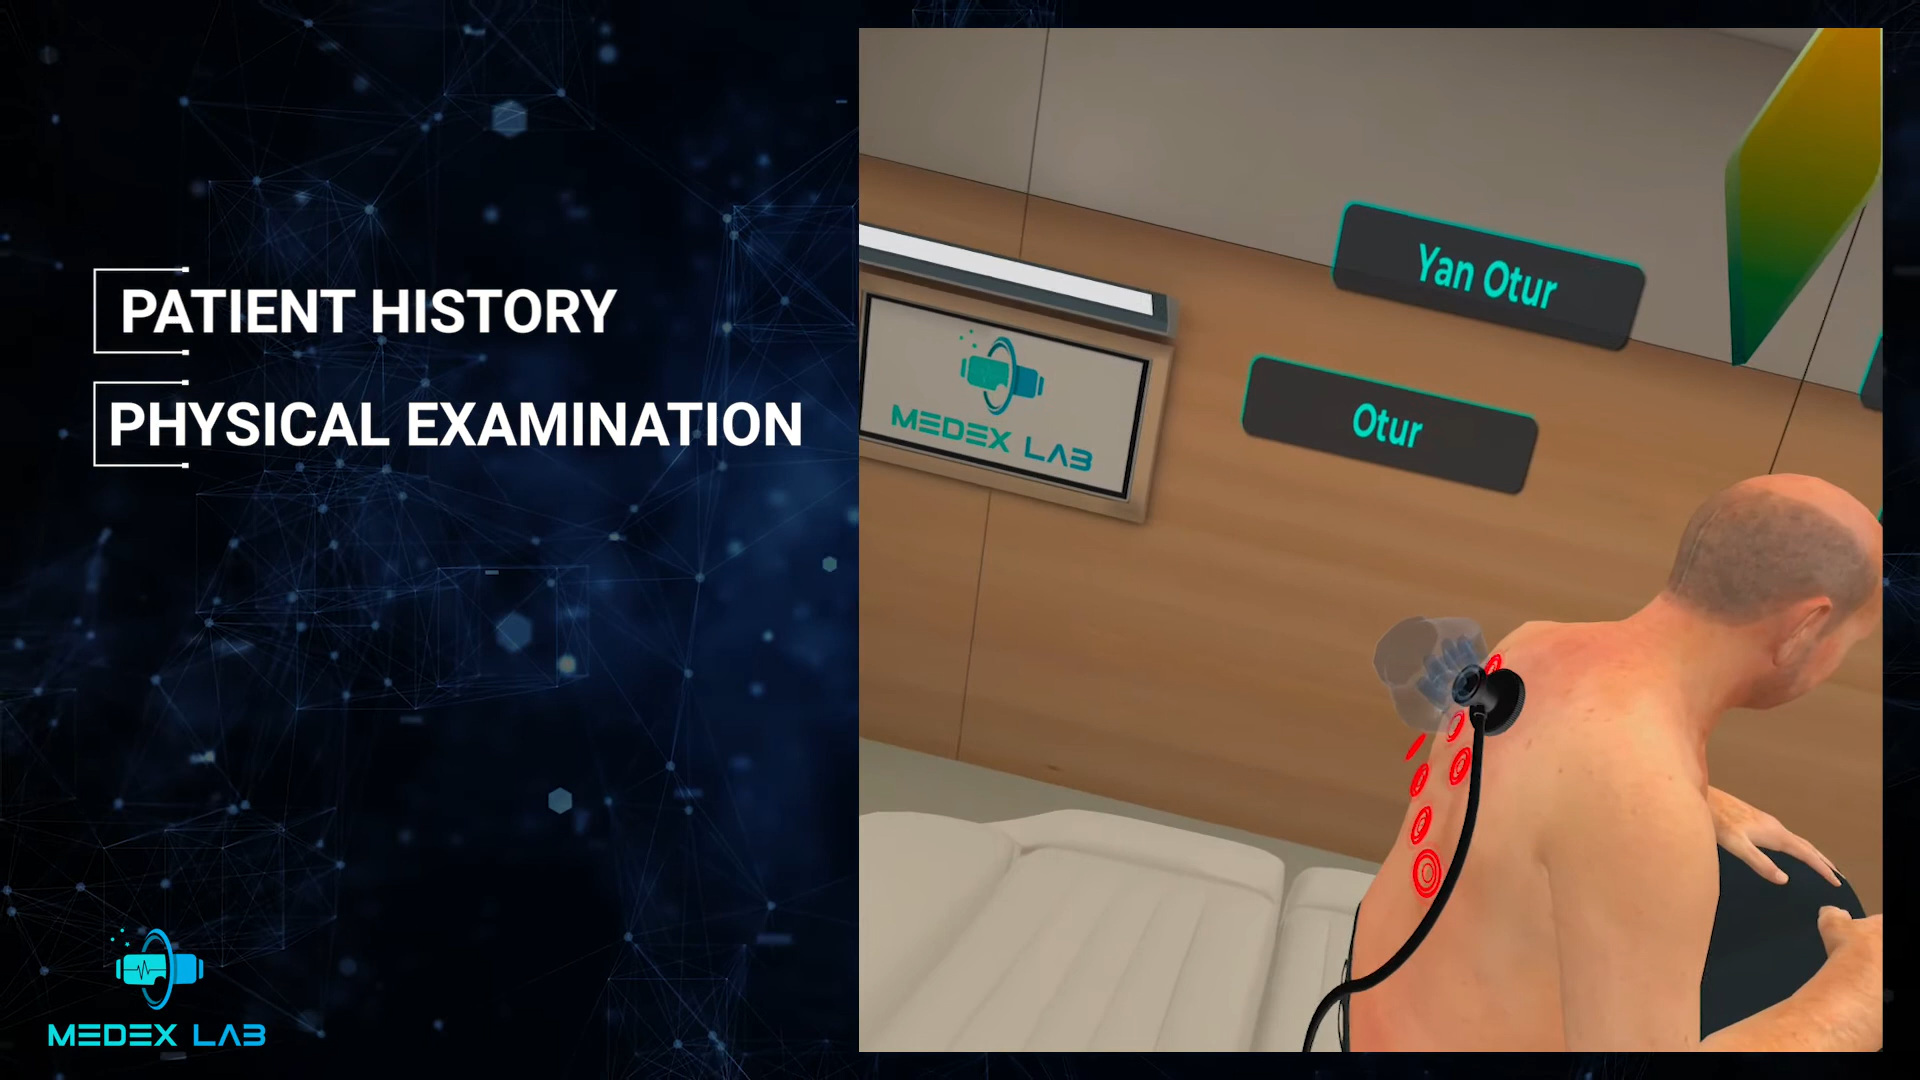 PATIENT HISTORY
PHYSICAL EXAMINATION
MEDEX LAB
Yan Otur
Otur
MEDEX LAB